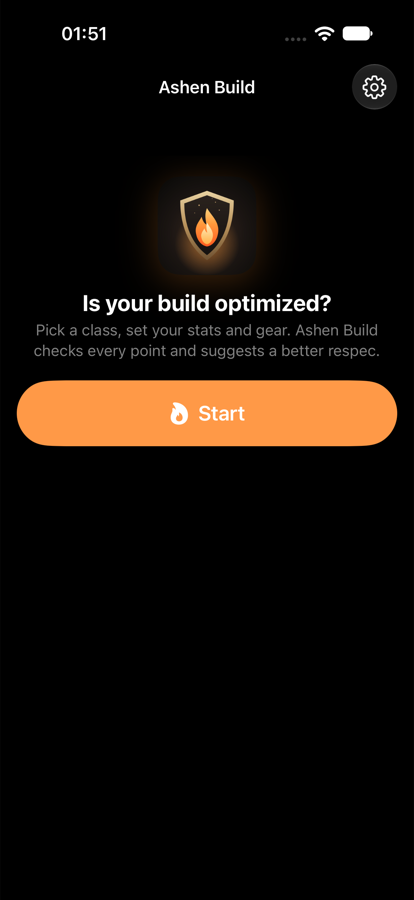 01:51
Ashen Build
Is your build optimized?
Pick a class, set your stats and gear. Ashen Build
checks every point and suggests a better respec.
Start